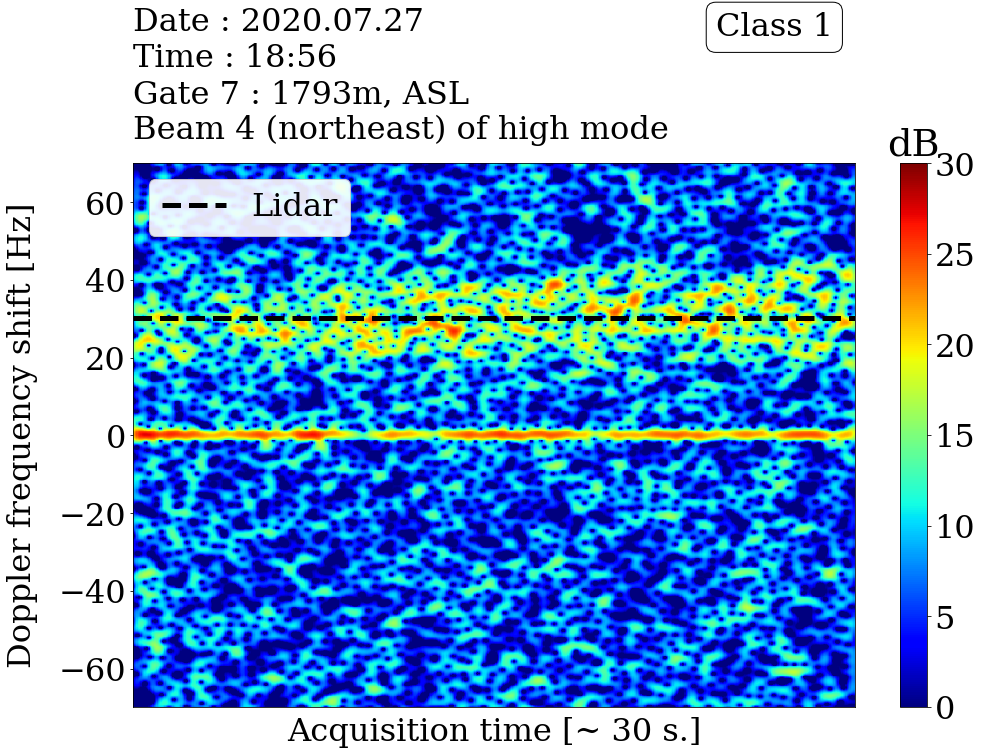 Date : 2020.07.27
Time : 18:56
Gate 7 : 1793m, ASL
Beam 4 (northeast) of high mode
Class 1
dB
Lidar
Doppler frequency shift [Hz]
60
40
20
0
−20
−40
−60
30
25
20
15
10
5
0
Acquisition time [~ 30 s.]